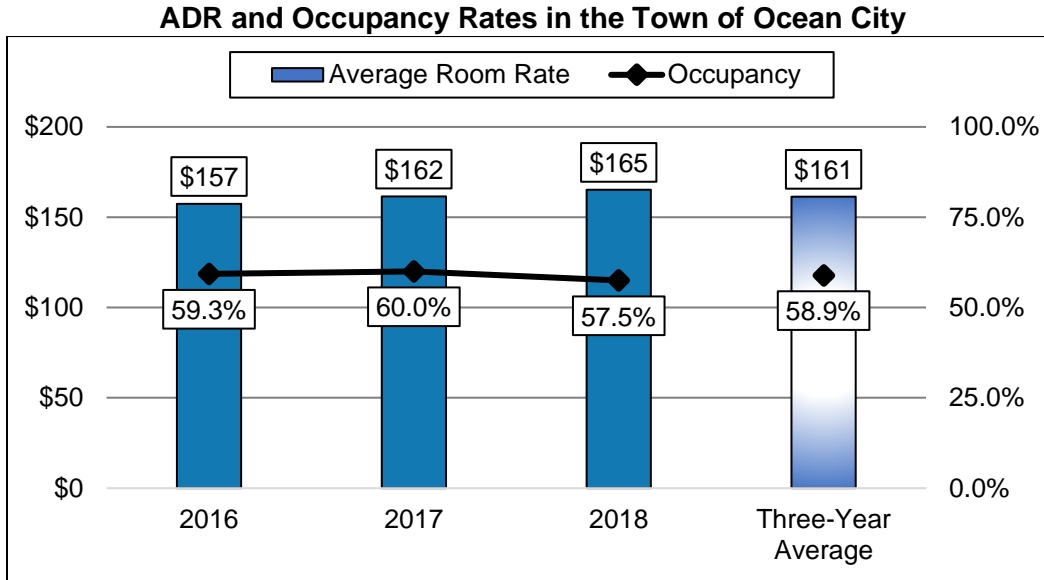 ADR and Occupancy Rates in the Town of Ocean City
Average Room Rate Occupancy
$200 100.0%
$157 $162 $165 $161
$150 75.0%
59.3% 60.0% 57.5% 58.9%
$100 50.0%
$50 25.0%
$0 0.0%
2016 2017 2018 Three-Year
Average